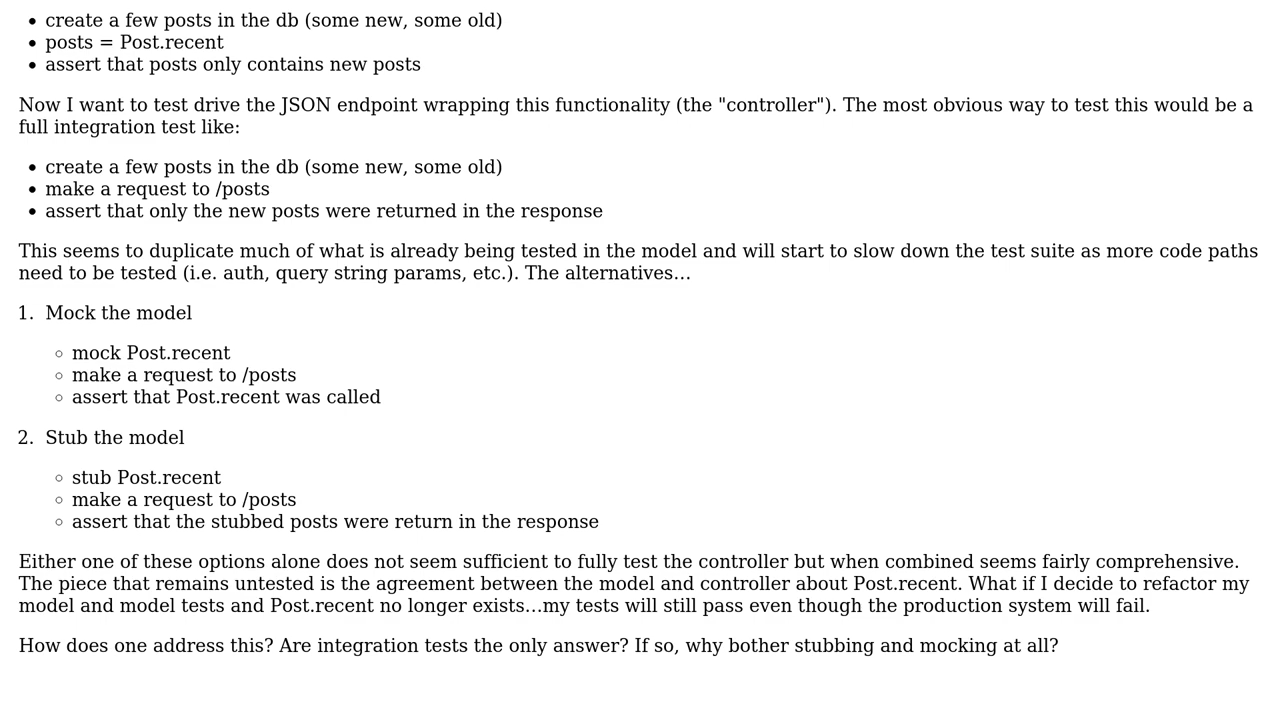 • create a few posts in the db (some new, some old)
• posts = Post.recent
• assert that posts only contains new posts
Now I want to test drive the JSON endpoint wrapping this functionality (the "controller"). The most obvious way to test this would be a
full integration test like:
• create a few posts in the db (some new, some old)
• make a request to /posts
• assert that only the new posts were returned in the response
This seems to duplicate much of what is already being tested in the model and will start to slow down the test suite as more code paths
need to be tested (i.e. auth, query string params, etc.). The alternatives...
1. Mock the model
◦ mock Post.recent
◦ make a request to /posts
◦ assert that Post.recent was called
2. Stub the model
◦ stub Post.recent
◦ make a request to /posts
◦ assert that the stubbed posts were return in the response
Either one of these options alone does not seem sufficient to fully test the controller but when combined seems fairly comprehensive.
The piece that remains untested is the agreement between the model and controller about Post.recent. What if I decide to refactor my
model and model tests and Post.recent no longer exists...my tests will still pass even though the production system will fail.
How does one address this? Are integration tests the only answer? If so, why bother stubbing and mocking at all?